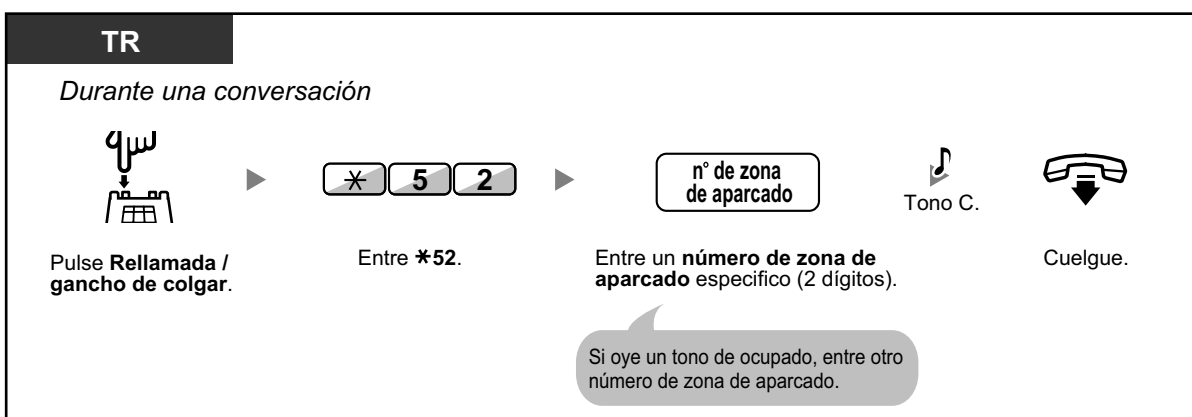 TR
Durante una conversación
✳ 5 2
n° de zona
de aparcado
Tono C.
Pulse Rellamada /
gancho de colgar.
Entre ✳52.
Entre un número de zona de
aparcado especifico (2 dígitos).
Cuelgue.
Si oye un tono de ocupado, entre otro
número de zona de aparcado.